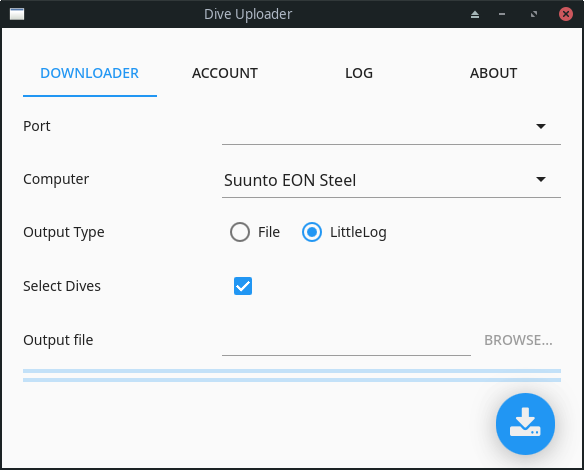 Dive Uploader
DOWNLOADER ACCOUNT LOG ABOUT
Port
Computer Suunto EON Steel
Output Type File LittleLog
Select Dives
Output file BROWSE...